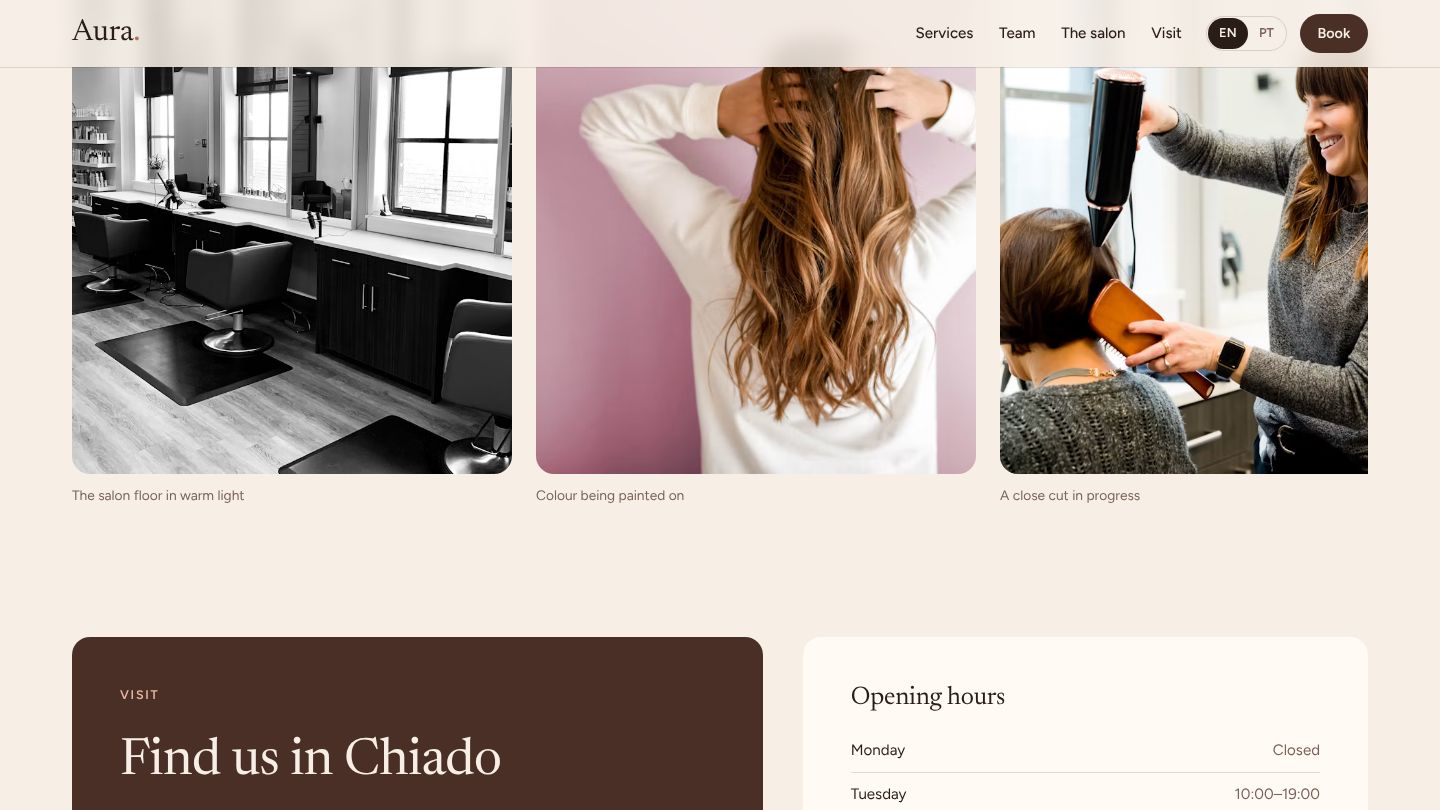 Aura.
Services
Team
The salon
Visit
EN
PT
Book
The salon floor in warm light
Colour being painted on
A close cut in progress
VISIT
Find us in Chiado
Opening hours
Monday Closed
Tuesday 10:00–19:00